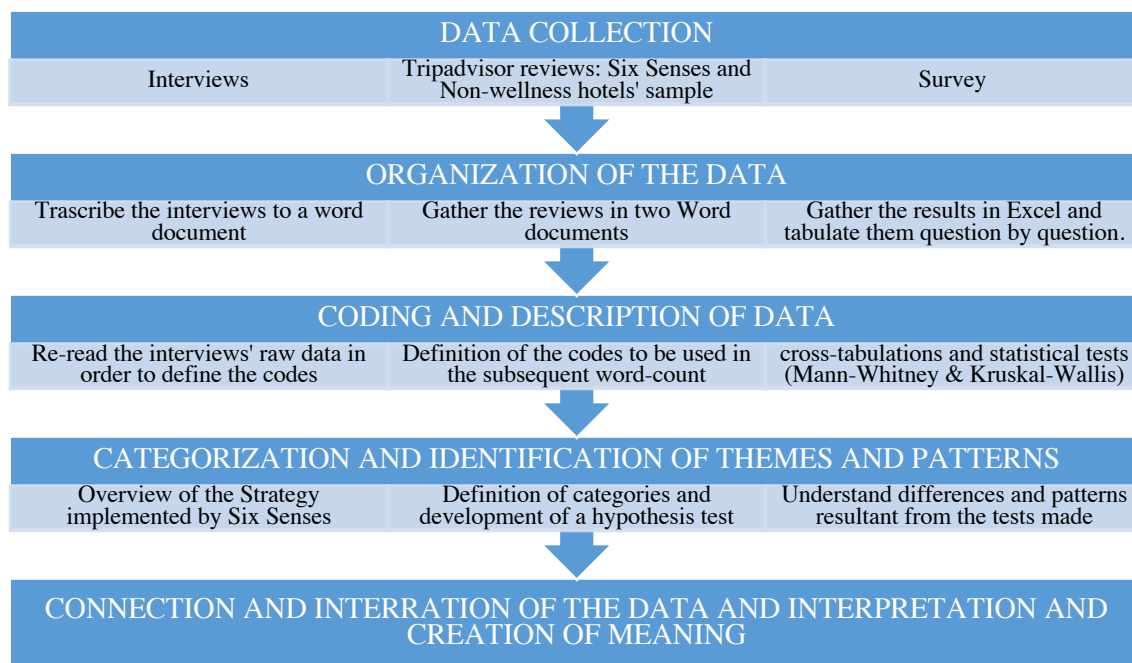 DATA COLLECTION
Interviews
Tripadvisor reviews: Six Senses and
Non-wellness hotels' sample
Survey
ORGANIZATION OF THE DATA
Trascribe the interviews to a word
document
Gather the reviews in two Word
documents
Gather the results in Excel and
tabulate them question by question.
CODING AND DESCRIPTION OF DATA
Re-read the interviews' raw data in
order to define the codes
Definition of the codes to be used in
the subsequent word-count
cross-tabulations and statistical tests
(Mann-Whitney & Kruskal-Wallis)
CATEGORIZATION AND IDENTIFICATION OF THEMES AND PATTERNS
Overview of the Strategy
implemented by Six Senses
Definition of categories and
development of a hypothesis test
Understand differences and patterns
resultant from the tests made
CONNECTION AND INTERRATION OF THE DATA AND INTERPRETATION AND
CREATION OF MEANING